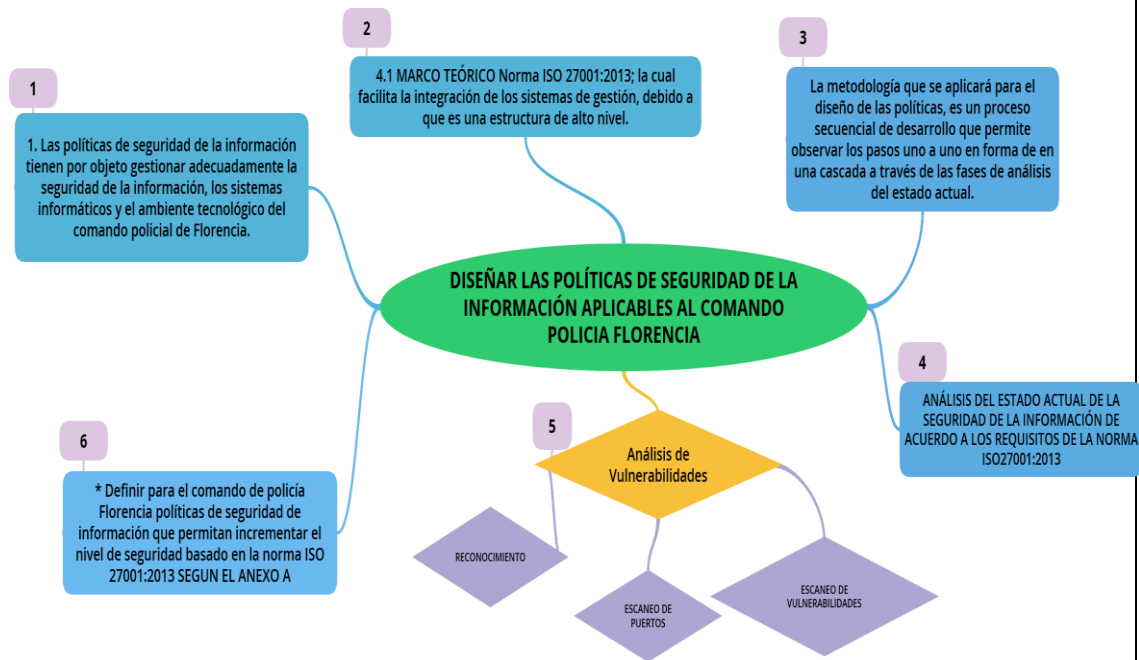 1
1. Las políticas de seguridad de la información
tienen por objeto gestionar adecuadamente la
seguridad de la información, los sistemas
informáticos y el ambiente tecnológico del
comando policial de Florencia.
2
4.1 MARCO TEÓRICO Norma ISO 27001:2013; la cual
facilita la integración de los sistemas de gestión, debido a
que es una estructura de alto nivel.
3
La metodología que se aplicará para el
diseño de las políticas, es un proceso
secuencial de desarrollo que permite
observar los pasos uno a uno en forma de en
una cascada a través de las fases de análisis
del estado actual.
DISEÑAR LAS POLÍTICAS DE SEGURIDAD DE LA
INFORMACIÓN APLICABLES AL COMANDO
POLICIA FLORENCIA
4
ANÁLISIS DEL ESTADO ACTUAL DE LA
SEGURIDAD DE LA INFORMACIÓN DE
ACUERDO A LOS REQUISITOS DE LA NORMA
ISO27001:2013
5
Análisis de
Vulnerabilidades
RECONOCIMIENTO
ESCANEO DE
PUERTOS
ESCANEO DE
VULNERABILIDADES
6
* Definir para el comando de policía
Florencia políticas de seguridad de
información que permitan incrementar el
nivel de seguridad basado en la norma ISO
27001:2013 SEGUN EL ANEXO A